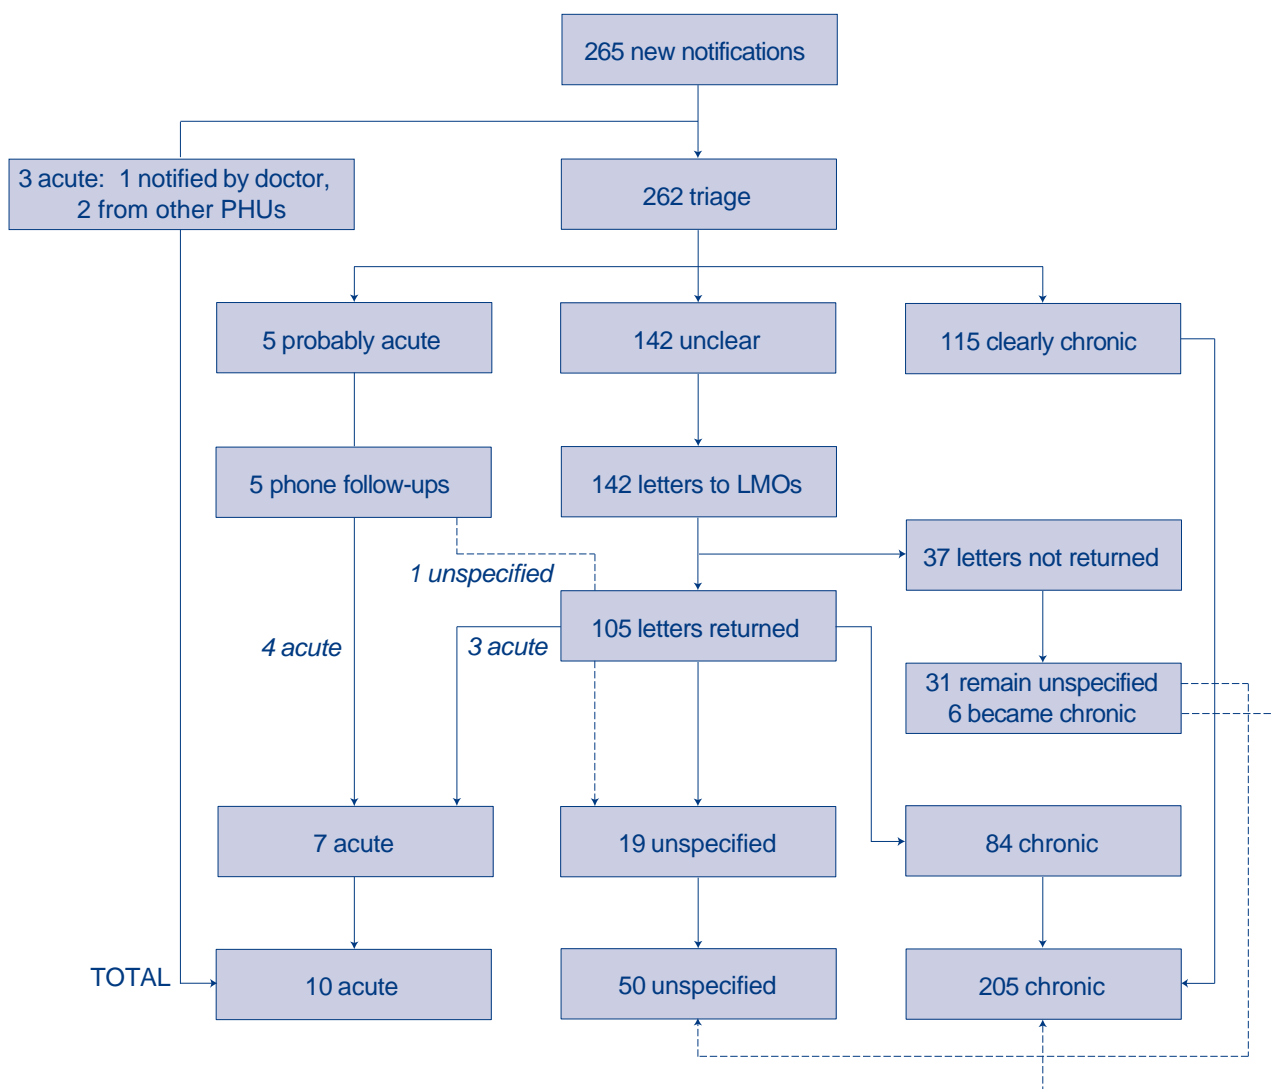 265 new notifications
3 acute: 1 notified by doctor,
2 from other PHUs
262 triage
5 probably acute
142 unclear
115 clearly chronic
5 phone follow-ups
142 letters to LMOs
37 letters not returned
1 unspecified
105 letters returned
4 acute
3 acute
31 remain unspecified
6 became chronic
7 acute
19 unspecified
84 chronic
TOTAL
10 acute
50 unspecified
205 chronic